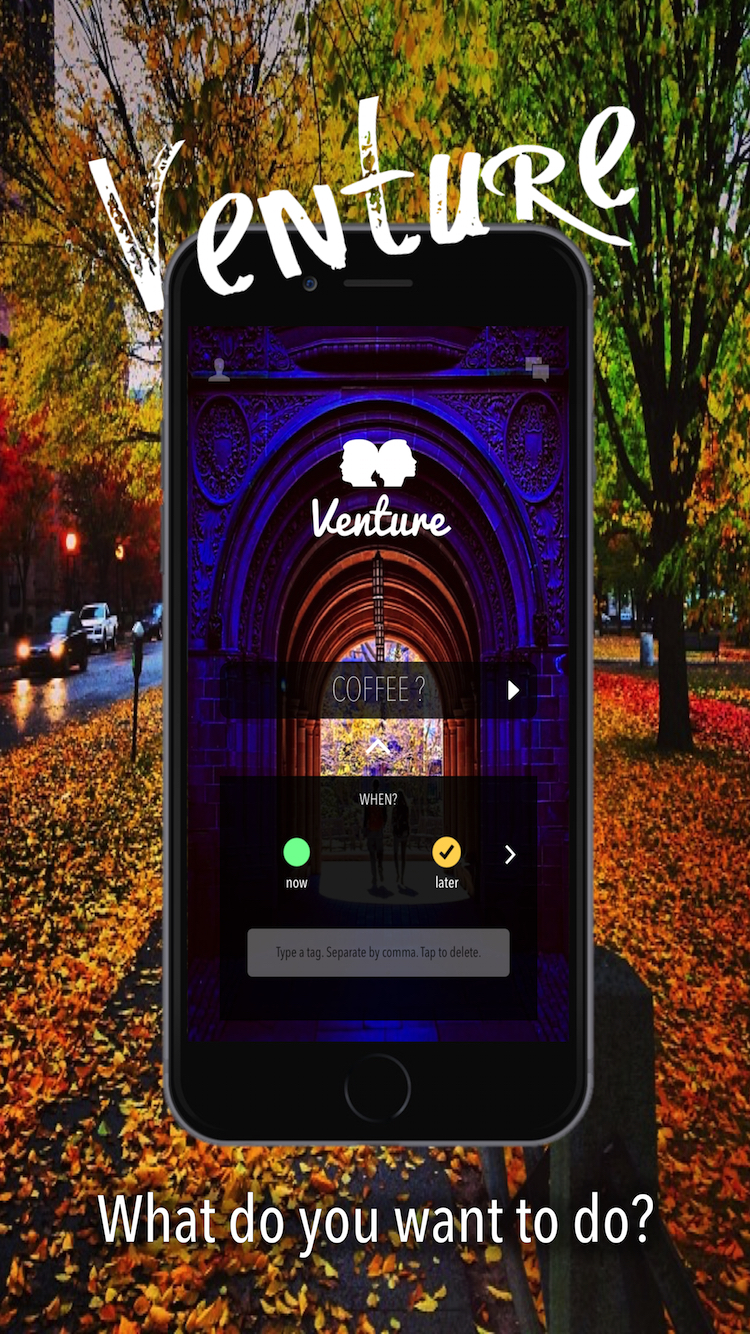 Venture
Venture
COFFEE ?
WHEN?
now
later
Type a tag. Separate by comma. Tap to delete.
What do you want to do?